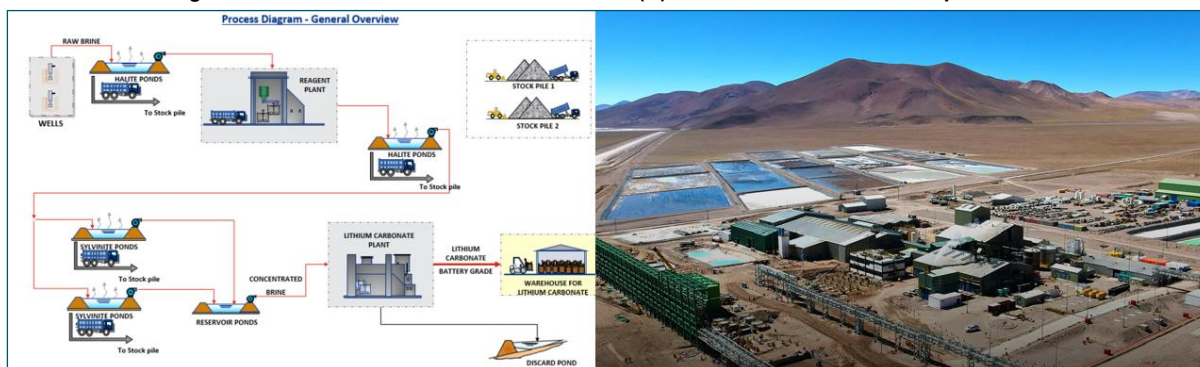 Process Diagram - General Overview
RAW BRINE
HALITE PONDS
To Stock pile
WELLS
REAGENT
PLANT
STOCK PILE 1
STOCK PILE 2
HALITE PONDS
To Stock pile
SYLVINITE PONDS
To Stock pile
SYLVINITE PONDS
To Stock pile
RESERVOIR PONDS
CONCENTRATED
BRINE
LITHIUM CARBONATE
PLANT
LITHIUM
CARBONATE
BATTERY GRADE
WAREHOUSE FOR
LITHIUM CARBONATE
DISCARD POND